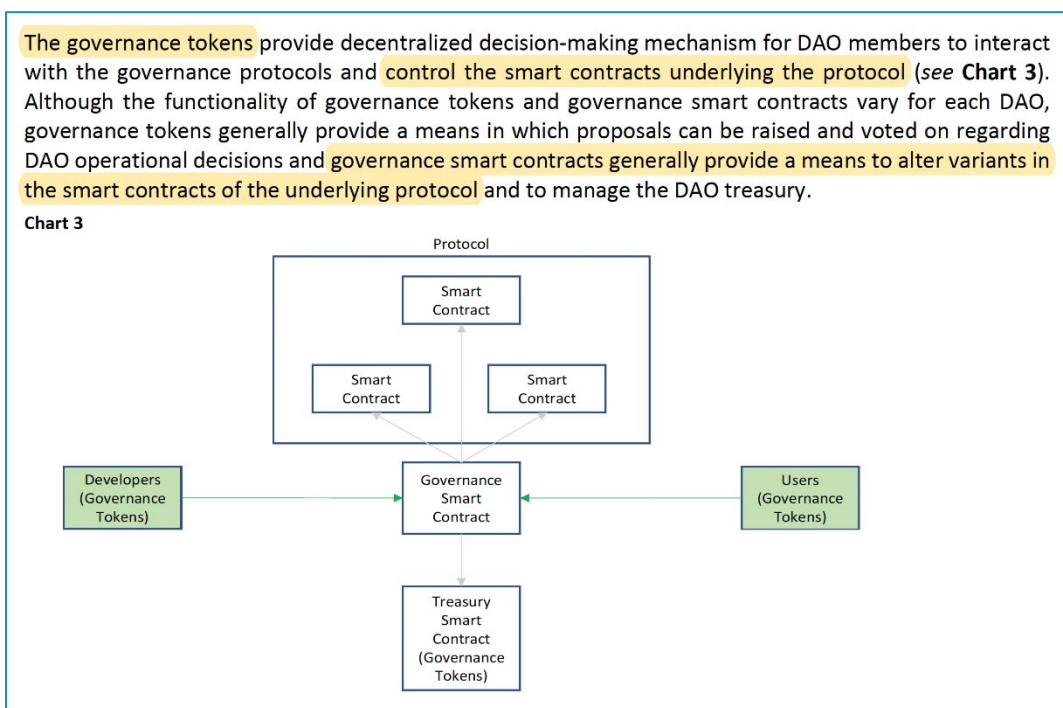 The governance tokens provide decentralized decision-making mechanism for DAO members to interact
with the governance protocols and control the smart contracts underlying the protocol (see Chart 3).
Although the functionality of governance tokens and governance smart contracts vary for each DAO,
governance tokens generally provide a means in which proposals can be raised and voted on regarding
DAO operational decisions and governance smart contracts generally provide a means to alter variants in
the smart contracts of the underlying protocol and to manage the DAO treasury.
Chart 3
Protocol
Smart
Contract
Smart
Contract
Smart
Contract
Developers
(Governance
Tokens)
Governance
Smart
Contract
Users
(Governance
Tokens)
Treasury
Smart
Contract
(Governance
Tokens)